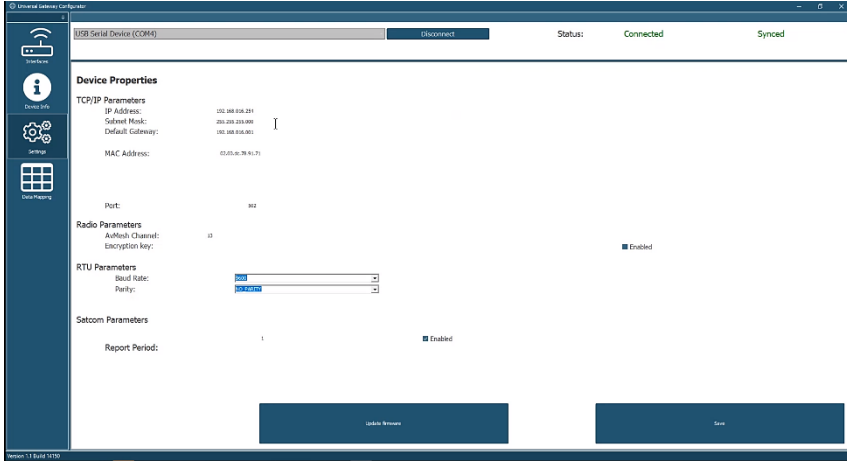 Universal Gateway Configurator
USB Serial Device (COM4) Disconnect Status: Connected Synced
Interfaces
Device Info
Settings
Data Mapping
Device Properties
TCP/IP Parameters
IP Address: 192.168.016.254
Subnet Mask: 255.255.255.000
Default Gateway: 192.168.016.001
MAC Address:
Port: 502
Radio Parameters
AvMesh Channel:
Encryption key: Enabled
RTU Parameters
Baud Rate: 9600
Parity: NO PARITY
Satcom Parameters
1 Enabled
Report Period:
Update firmware Save
Version 1.1 Build 14150